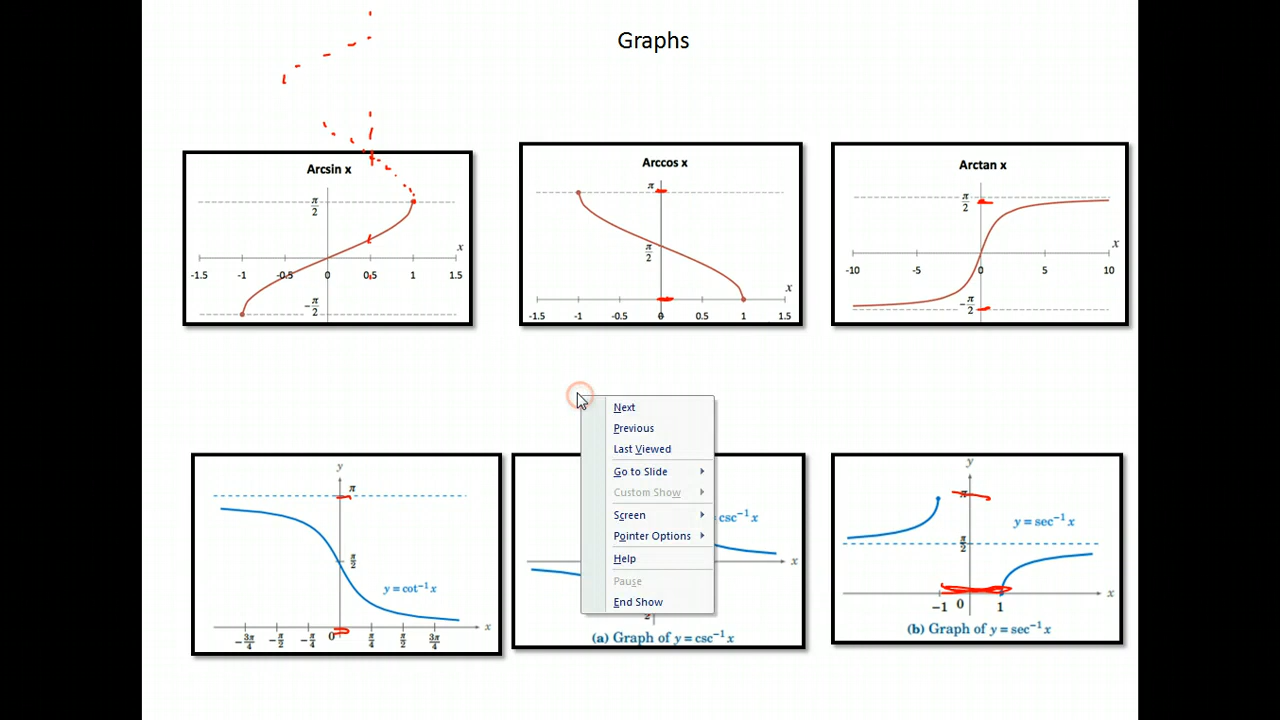 Graphs
Arcsin x
π/2
x
-1.5 -1 -0.5 0 0.5 1 1.5
-π/2
Arccos x
π
π/2
x
-1.5 -1 -0.5 0 0.5 1 1.5
Arctan x
π/2
x
-10 -5 0 5 10
-π/2
y
π
π/2
y = cot⁻¹ x
x
-3π/4 -π/2 -π/4 0 π/4 π/2 3π/4
csc⁻¹ x
x
2
(a) Graph of y = csc⁻¹ x
y
π
y = sec⁻¹ x
π/2
x
-1 0 1
(b) Graph of y = sec⁻¹ x
Next
Previous
Last Viewed
Go to Slide
Custom Show
Screen
Pointer Options
Help
Pause
End Show